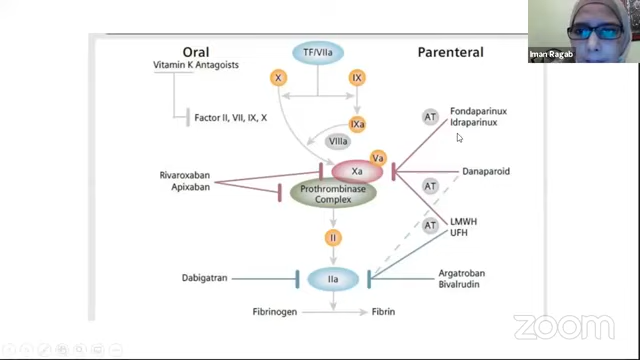 Iman Ragab
Oral
TF/VIIa
Parenteral
Vitamin K Antagoists
X
IX
Factor II, VII, IX, X
IXa
AT
Fondaparinux
Idraparinux
VIIIa
Va
Xa
Rivaroxaban
Apixaban
Prothrombinase
Complex
Danaparoid
AT
AT
LMWH
UFH
II
Dabigatran
IIa
Argatroban
Bivalrudin
Fibrinogen
Fibrin
zoom